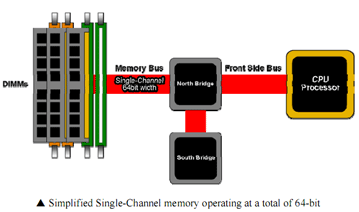 Memory Bus
Front Side Bus
DIMMs
Single-Channel
64bit width
North Bridge
CPU
Processor
South Bridge
▲ Simplified Single-Channel memory operating at a total of 64-bit